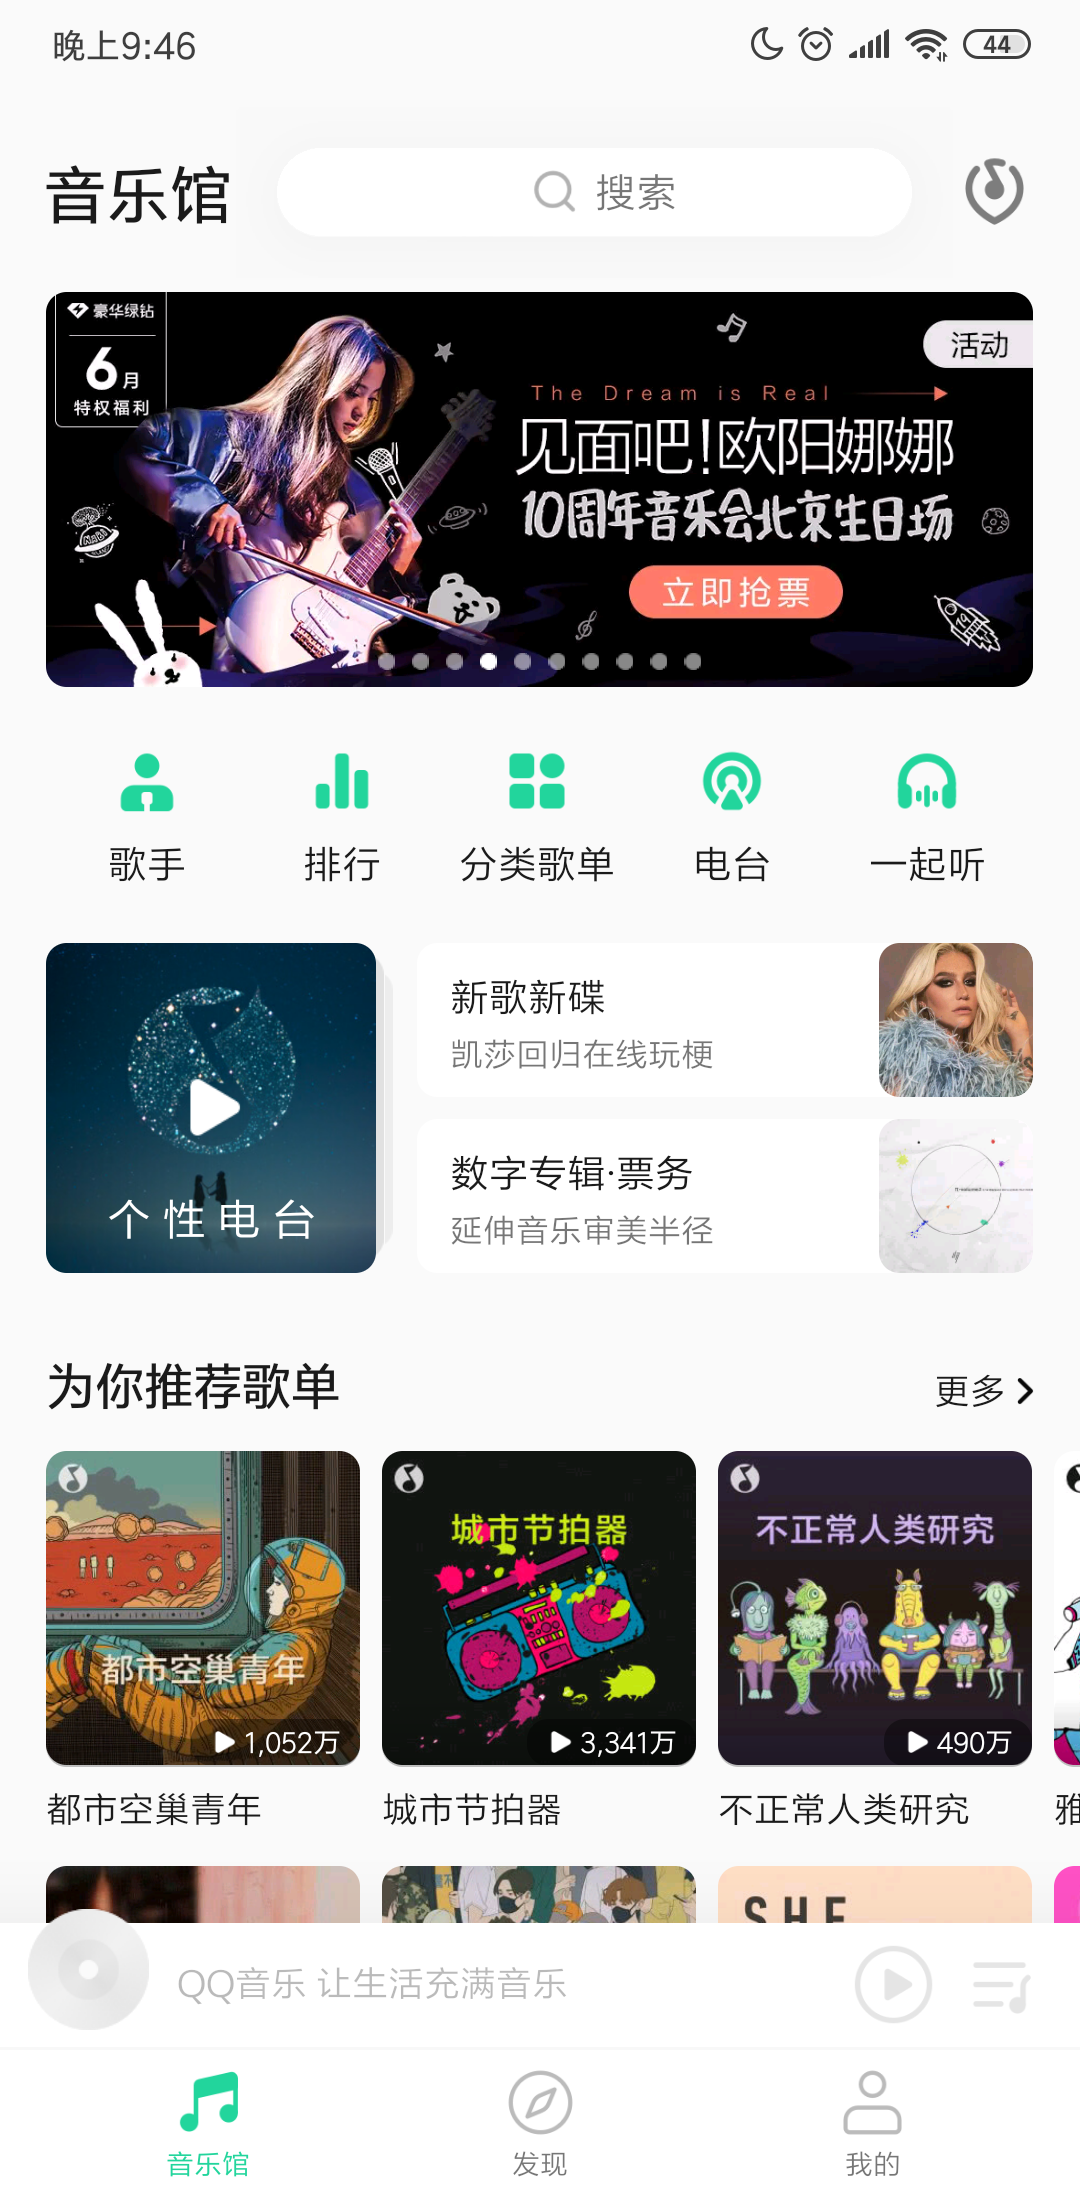 晚上9:46
44
音乐馆
搜索
豪华绿钻
6月
特权福利
活动
The Dream is Real
见面吧!欧阳娜娜
10周年音乐会北京生日场
立即抢票
NABI
歌手
排行
分类歌单
电台
一起听
个性电台
新歌新碟
凯莎回归在线玩梗
数字专辑·票务
延伸音乐审美半径
为你推荐歌单
更多
都市空巢青年
1,052万
城市节拍器
3,341万
不正常人类研究
490万
都市空巢青年
城市节拍器
不正常人类研究
雅
SHE
QQ音乐 让生活充满音乐
音乐馆
发现
我的